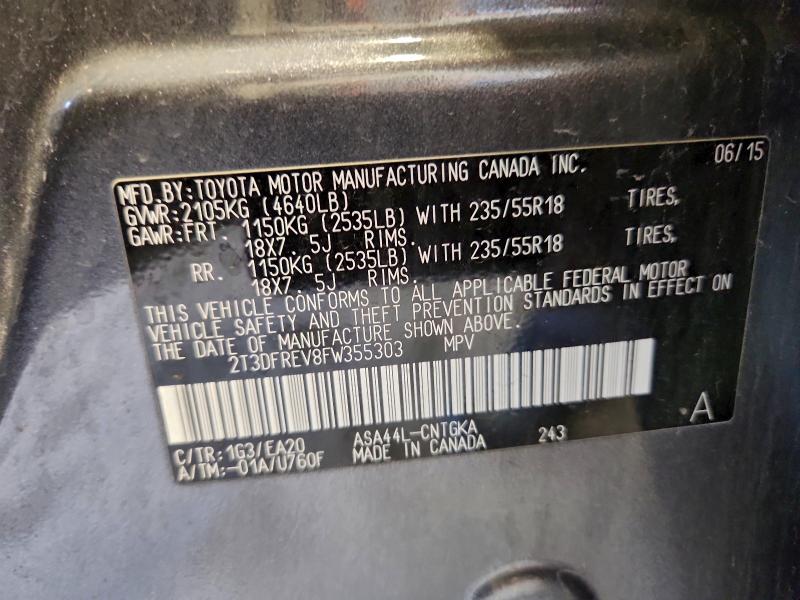 06/15
MFD.BY:TOYOTA MOTOR MANUFACTURING CANADA INC.
GVWR:2105KG (4640LB)
GAWR:FRT. 1150KG (2535LB) WITH 235/55R18 TIRES,
18X7. 5J RIMS.
RR. 1150KG (2535LB) WITH 235/55R18 TIRES,
18X7. 5J RIMS.
THIS VEHICLE CONFORMS TO ALL APPLICABLE FEDERAL MOTOR
VEHICLE SAFETY AND THEFT PREVENTION STANDARDS IN EFFECT ON
THE DATE OF MANUFACTURE SHOWN ABOVE.
2T3DFREV8FW355303 MPV
C/TR:1G3/EA20 ASA44L-CNTGKA 243 A
A/TM:-01A/U760F MADE IN CANADA